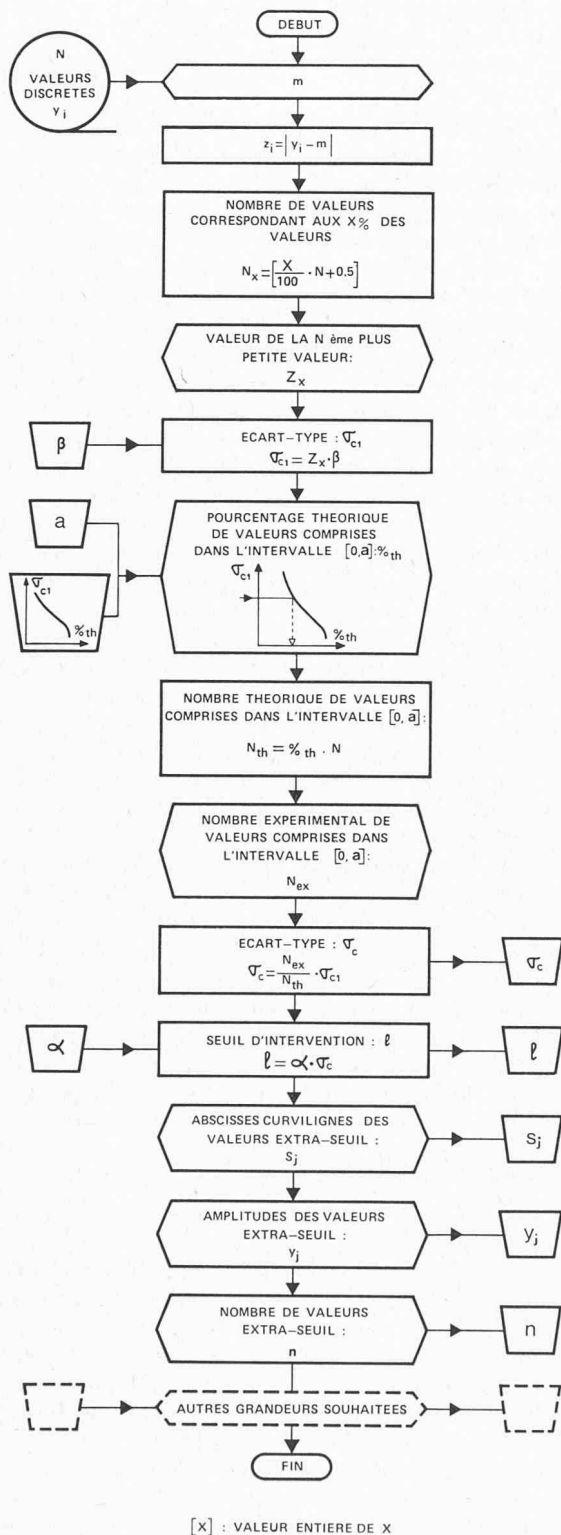 DEBUT
N
VALEURS
DISCRETES
y i
m
z i = | y i – m |
NOMBRE DE VALEURS
CORRESPONDANT AUX X% DES
VALEURS
N x = [ X/100 · N + 0.5 ]
VALEUR DE LA N ème PLUS
PETITE VALEUR:
Z x
β
ECART–TYPE : σ c1
σ c1 = Z x · β
a
σ c1
% th
POURCENTAGE THEORIQUE
DE VALEURS COMPRISES
DANS L'INTERVALLE [0,a]:% th
σ c1
% th
NOMBRE THEORIQUE DE VALEURS
COMPRISES DANS L'INTERVALLE [0, a]:
N th = % th . N
NOMBRE EXPERIMENTAL DE
VALEURS COMPRISES DANS
L'INTERVALLE [0, a]:
N ex
ECART–TYPE : σ c
σ c = N ex / N th · σ c1
σ c
α
SEUIL D'INTERVENTION : ℓ
ℓ = α · σ c
ℓ
ABSCISSES CURVILIGNES DES
VALEURS EXTRA–SEUIL :
s j
s j
AMPLITUDES DES VALEURS
EXTRA–SEUIL :
y j
y j
NOMBRE DE VALEURS
EXTRA–SEUIL :
n
n
AUTRES GRANDEURS SOUHAITEES
FIN
[x] : VALEUR ENTIERE DE X